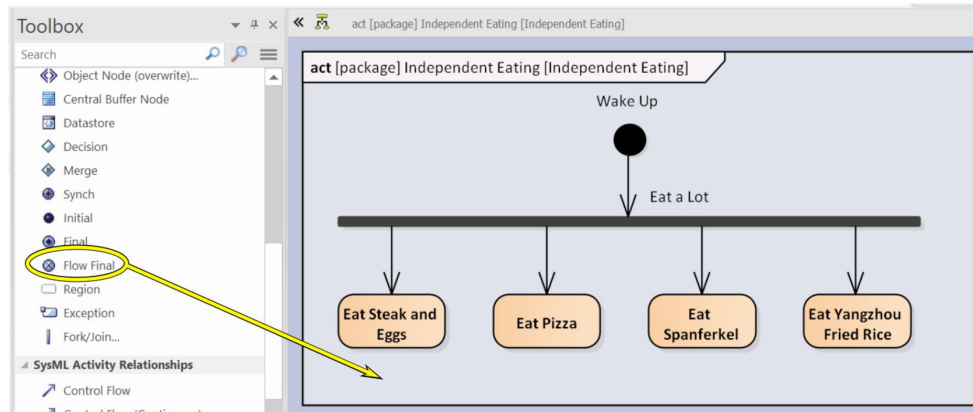 Toolbox
Search
Object Node (overwrite)...
Central Buffer Node
Datastore
Decision
Merge
Synch
Initial
Final
Flow Final
Region
Exception
Fork/Join...
SysML Activity Relationships
Control Flow
act [package] Independent Eating [Independent Eating]
act [package] Independent Eating [Independent Eating]
Wake Up
Eat a Lot
Eat Steak and
Eggs
Eat Pizza
Eat
Spanferkel
Eat Yangzhou
Fried Rice